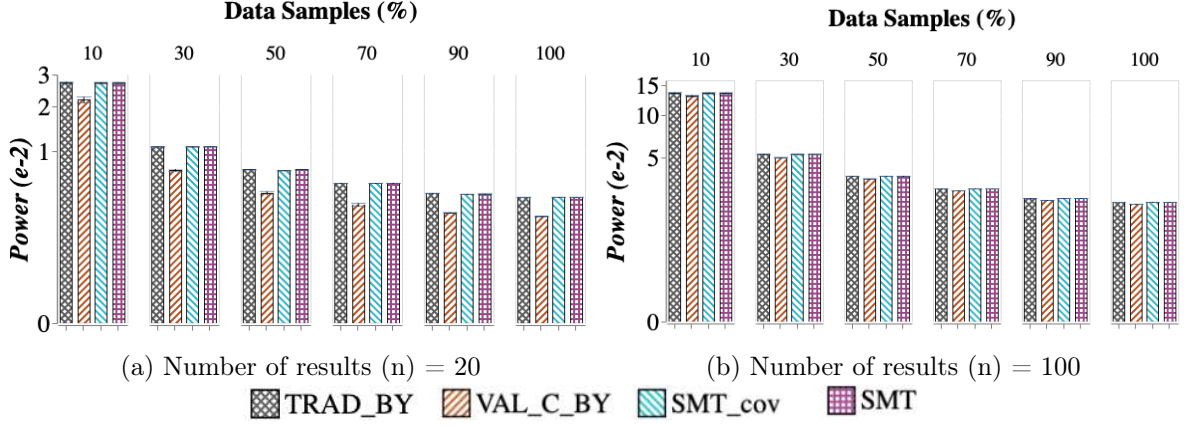 Data Samples (%)
10 30 50 70 90 100
Power (e-2)
3
2
1
0
(a) Number of results (n) = 20
Data Samples (%)
10 30 50 70 90 100
Power (e-2)
15
10
5
0
(b) Number of results (n) = 100
TRAD_BY VAL_C_BY SMT_cov SMT